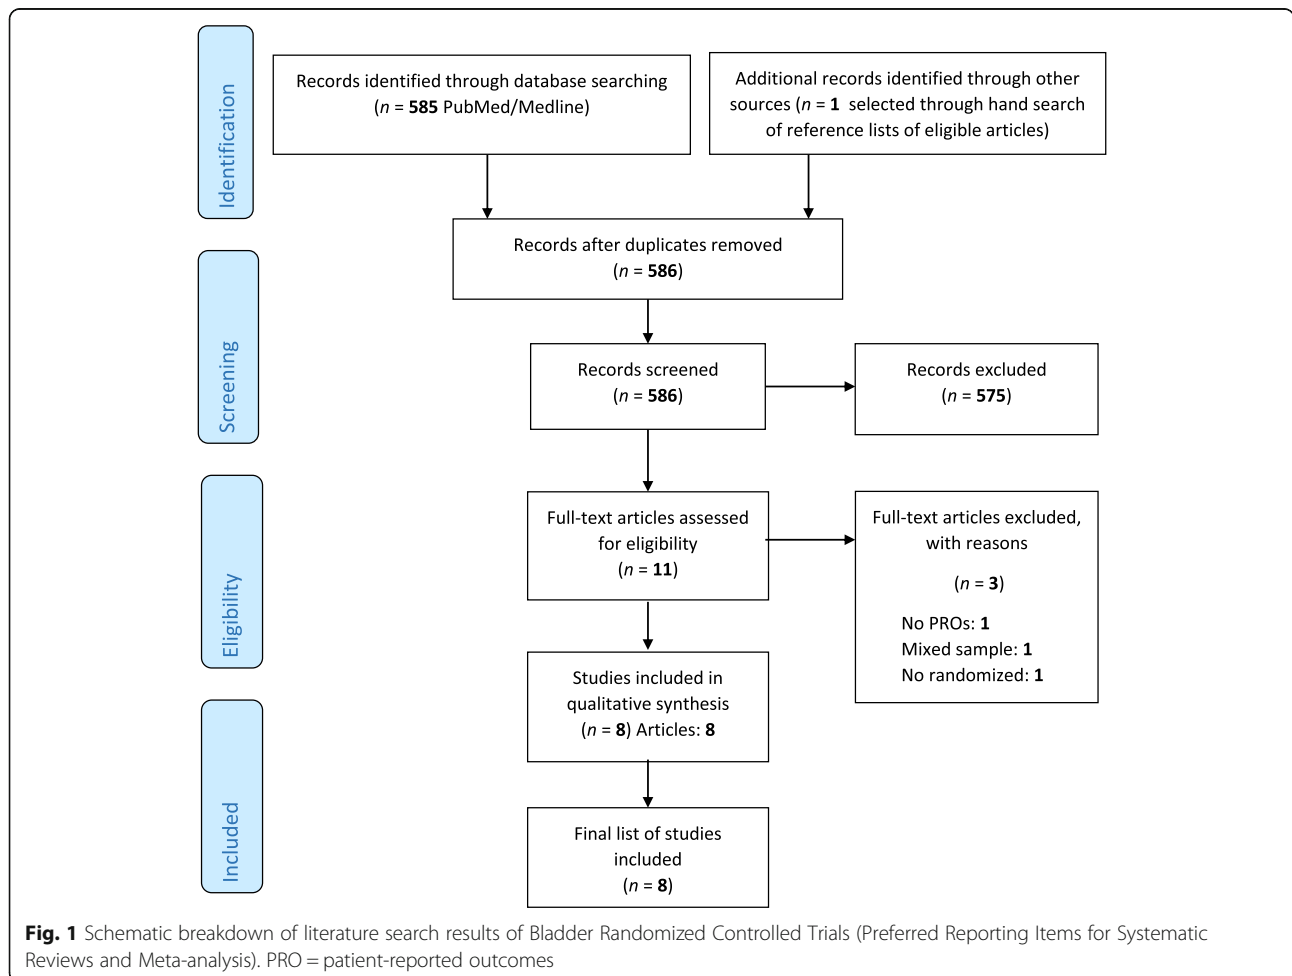 Identification
Records identified through database searching
(n = 585 PubMed/Medline)
Additional records identified through other
sources (n = 1 selected through hand search
of reference lists of eligible articles)
Records after duplicates removed
(n = 586)
Screening
Records screened
(n = 586)
Records excluded
(n = 575)
Eligibility
Full-text articles assessed
for eligibility
(n = 11)
Full-text articles excluded,
with reasons
(n = 3)
No PROs: 1
Mixed sample: 1
No randomized: 1
Studies included in
qualitative synthesis
(n = 8) Articles: 8
Included
Final list of studies
included
(n = 8)
Fig. 1 Schematic breakdown of literature search results of Bladder Randomized Controlled Trials (Preferred Reporting Items for Systematic
Reviews and Meta-analysis). PRO = patient-reported outcomes